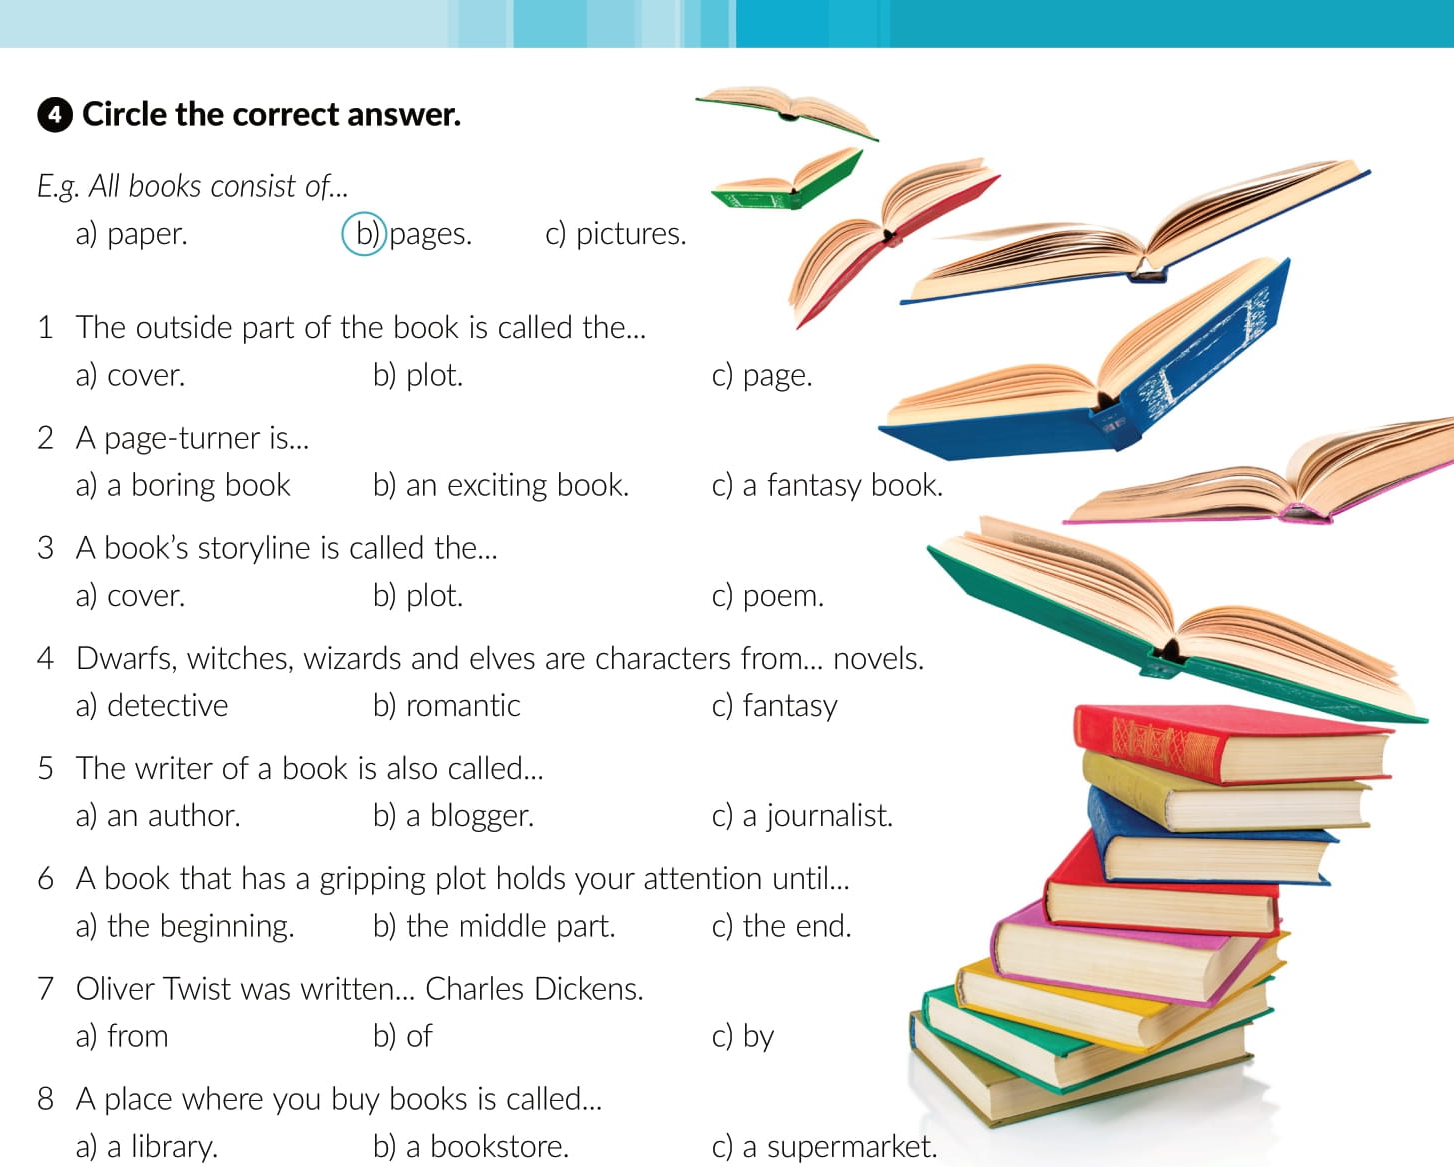 4 Circle the correct answer.
E.g. All books consist of...
a) paper. b) pages. c) pictures.
1 The outside part of the book is called the...
a) cover. b) plot. c) page.
2 A page-turner is...
a) a boring book b) an exciting book. c) a fantasy book.
3 A book’s storyline is called the...
a) cover. b) plot. c) poem.
4 Dwarfs, witches, wizards and elves are characters from... novels.
a) detective b) romantic c) fantasy
5 The writer of a book is also called...
a) an author. b) a blogger. c) a journalist.
6 A book that has a gripping plot holds your attention until...
a) the beginning. b) the middle part. c) the end.
7 Oliver Twist was written... Charles Dickens.
a) from b) of c) by
8 A place where you buy books is called...
a) a library. b) a bookstore. c) a supermarket.